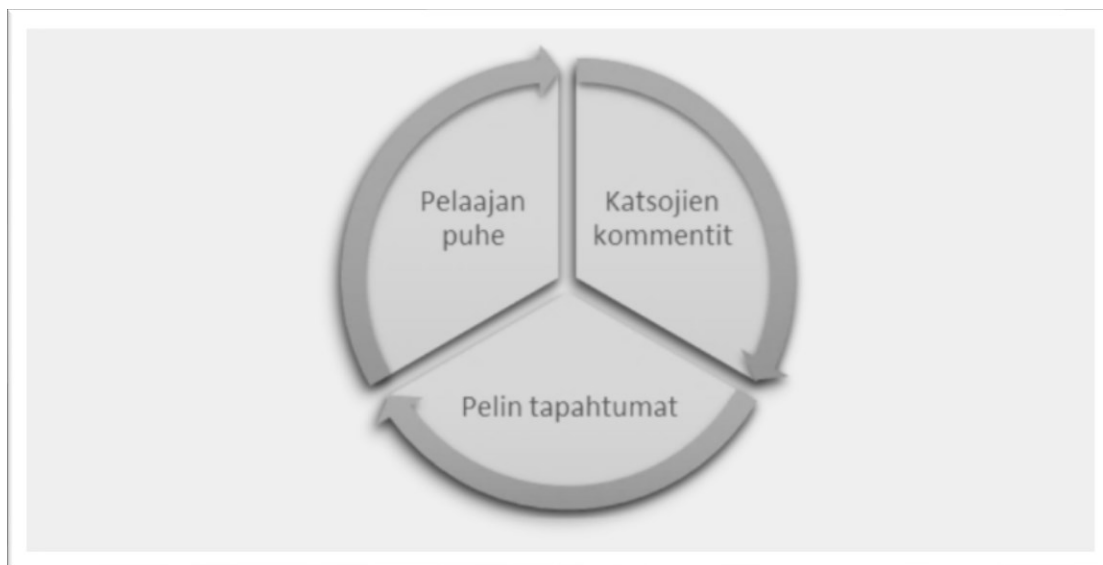 Pelaajan
puhe
Katsojien
kommentit
Pelin tapahtumat